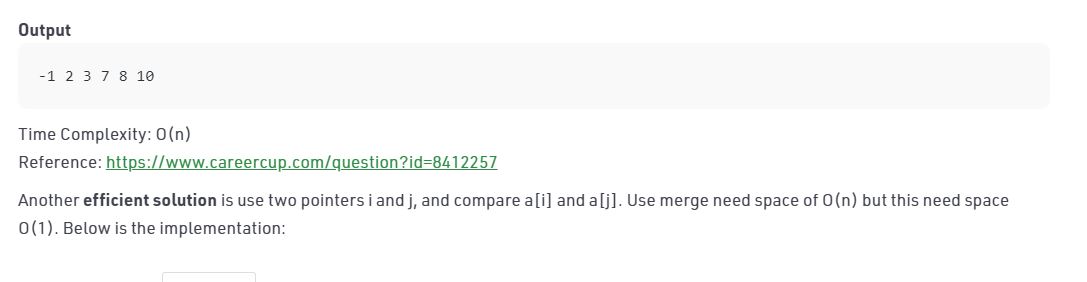 Output
-1 2 3 7 8 10
Time Complexity: O(n)
Reference: https://www.careercup.com/question?id=8412257
Another efficient solution is use two pointers i and j, and compare a[i] and a[j]. Use merge need space of O(n) but this need space
O(1). Below is the implementation: